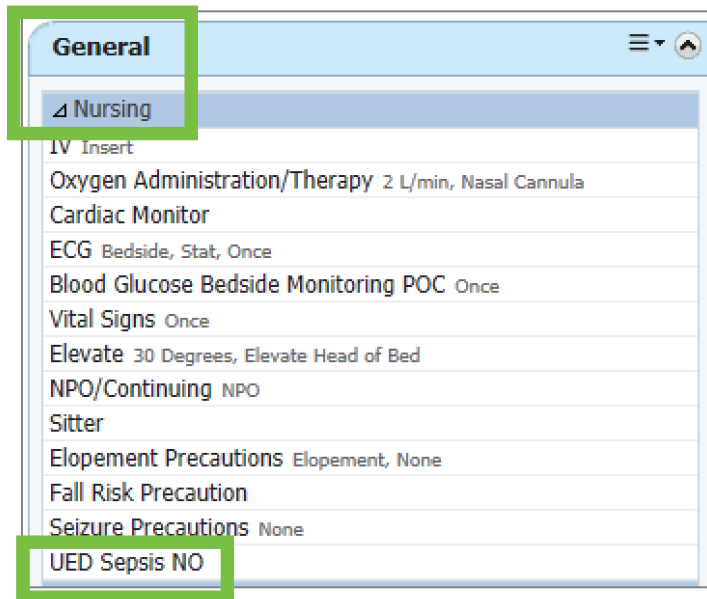 General
Nursing
IV Insert
Oxygen Administration/Therapy 2 L/min, Nasal Cannula
Cardiac Monitor
ECG Bedside, Stat, Once
Blood Glucose Bedside Monitoring POC Once
Vital Signs Once
Elevate 30 Degrees, Elevate Head of Bed
NPO/Continuing NPO
Sitter
Elopement Precautions Elopement, None
Fall Risk Precaution
Seizure Precautions None
UED Sepsis NO